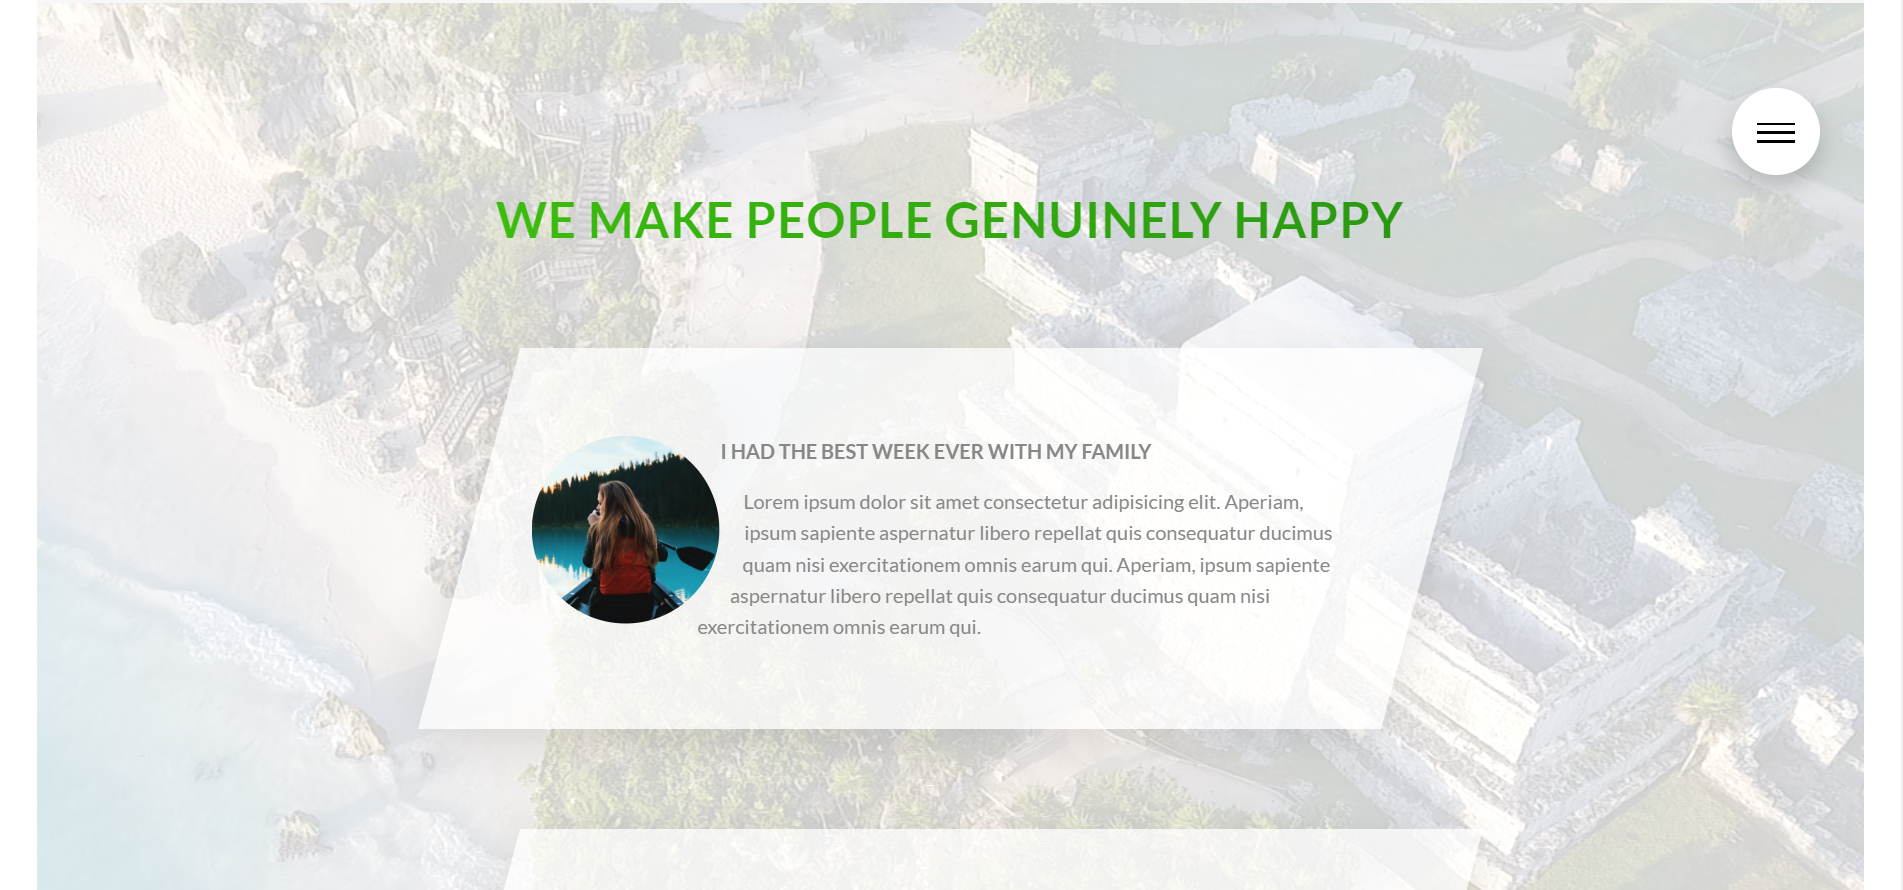 WE MAKE PEOPLE GENUINELY HAPPY
I HAD THE BEST WEEK EVER WITH MY FAMILY
Lorem ipsum dolor sit amet consectetur adipisicing elit. Aperiam,
ipsum sapiente aspernatur libero repellat quis consequatur ducimus
quam nisi exercitationem omnis earum qui. Aperiam, ipsum sapiente
aspernatur libero repellat quis consequatur ducimus quam nisi
exercitationem omnis earum qui.